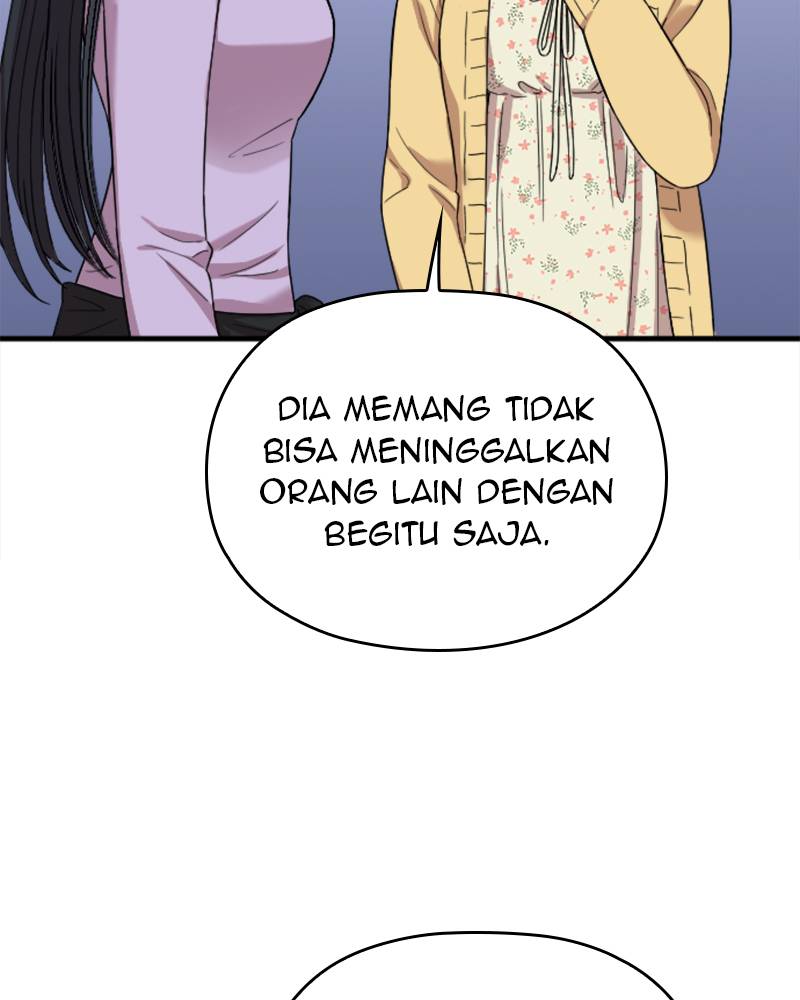 DIA MEMANG TIDAK
BISA MENINGGALKAN
ORANG LAIN DENGAN
BEGITU SAJA.